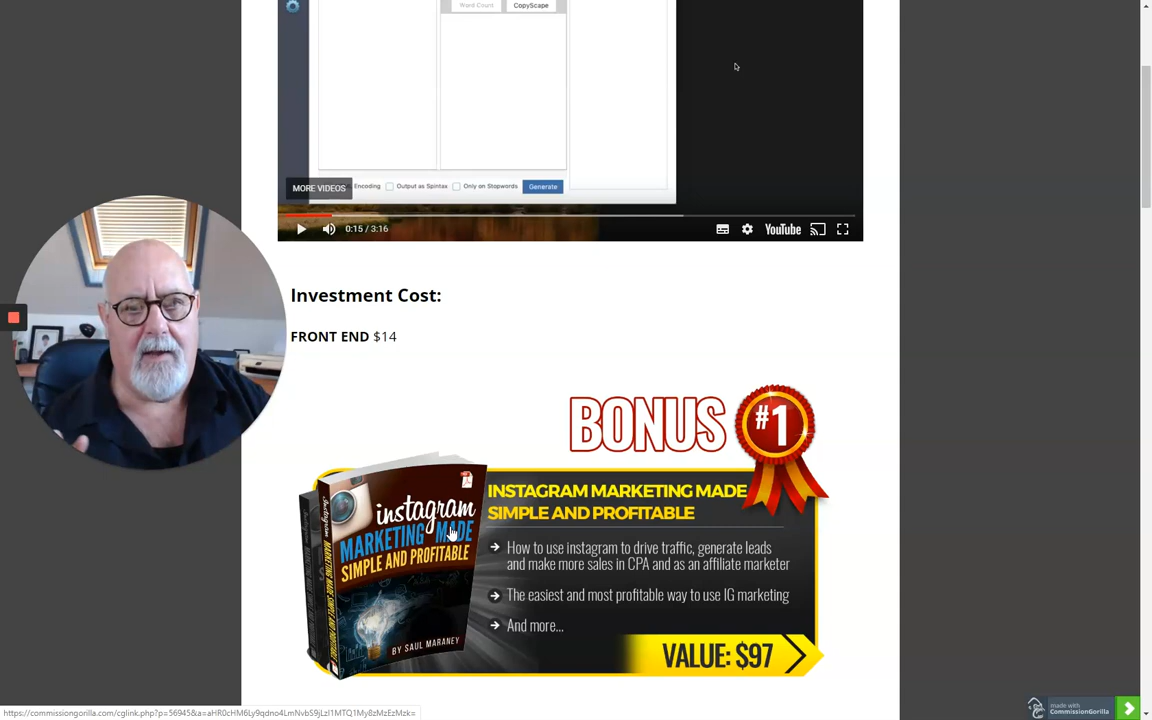 Word Count
CopyScape
MORE VIDEOS
Encoding
Output as Spintax
Only on Stopwords
Generate
0:15 / 3:16
YouTube
Investment Cost:
FRONT END $14
BONUS
#1
instagram
MARKETING MADE
SIMPLE AND PROFITABLE
BY SAUL MARANEY
INSTAGRAM MARKETING MADE
SIMPLE AND PROFITABLE
How to use instagram to drive traffic, generate leads
and make more sales in CPA and as an affiliate marketer
The easiest and most profitable way to use IG marketing
And more...
VALUE: $97
made with
CommissionGorilla